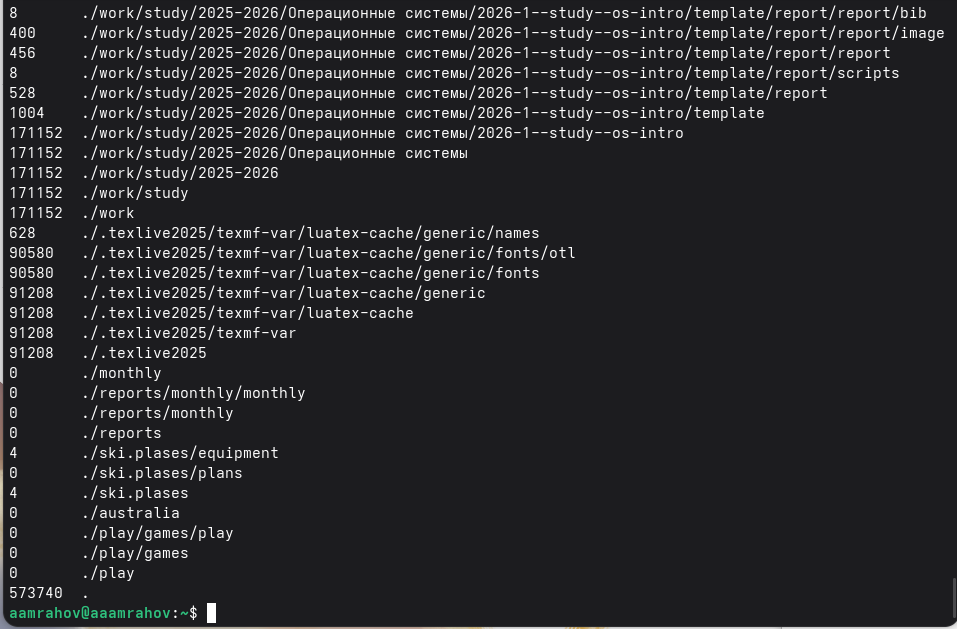 8 ./work/study/2025-2026/Операционные системы/2026-1--study--os-intro/template/report/report/bib
400 ./work/study/2025-2026/Операционные системы/2026-1--study--os-intro/template/report/report/image
456 ./work/study/2025-2026/Операционные системы/2026-1--study--os-intro/template/report/report
8 ./work/study/2025-2026/Операционные системы/2026-1--study--os-intro/template/report/scripts
528 ./work/study/2025-2026/Операционные системы/2026-1--study--os-intro/template/report
1004 ./work/study/2025-2026/Операционные системы/2026-1--study--os-intro/template
171152 ./work/study/2025-2026/Операционные системы/2026-1--study--os-intro
171152 ./work/study/2025-2026/Операционные системы
171152 ./work/study/2025-2026
171152 ./work/study
171152 ./work
628 ./.texlive2025/texmf-var/luatex-cache/generic/names
90580 ./.texlive2025/texmf-var/luatex-cache/generic/fonts/otl
90580 ./.texlive2025/texmf-var/luatex-cache/generic/fonts
91208 ./.texlive2025/texmf-var/luatex-cache/generic
91208 ./.texlive2025/texmf-var/luatex-cache
91208 ./.texlive2025/texmf-var
91208 ./.texlive2025
0 ./monthly
0 ./reports/monthly/monthly
0 ./reports/monthly
0 ./reports
4 ./ski.plases/equipment
0 ./ski.plases/plans
4 ./ski.plases
0 ./australia
0 ./play/games/play
0 ./play/games
0 ./play
573740 .
aamrahov@aaamrahov:~$